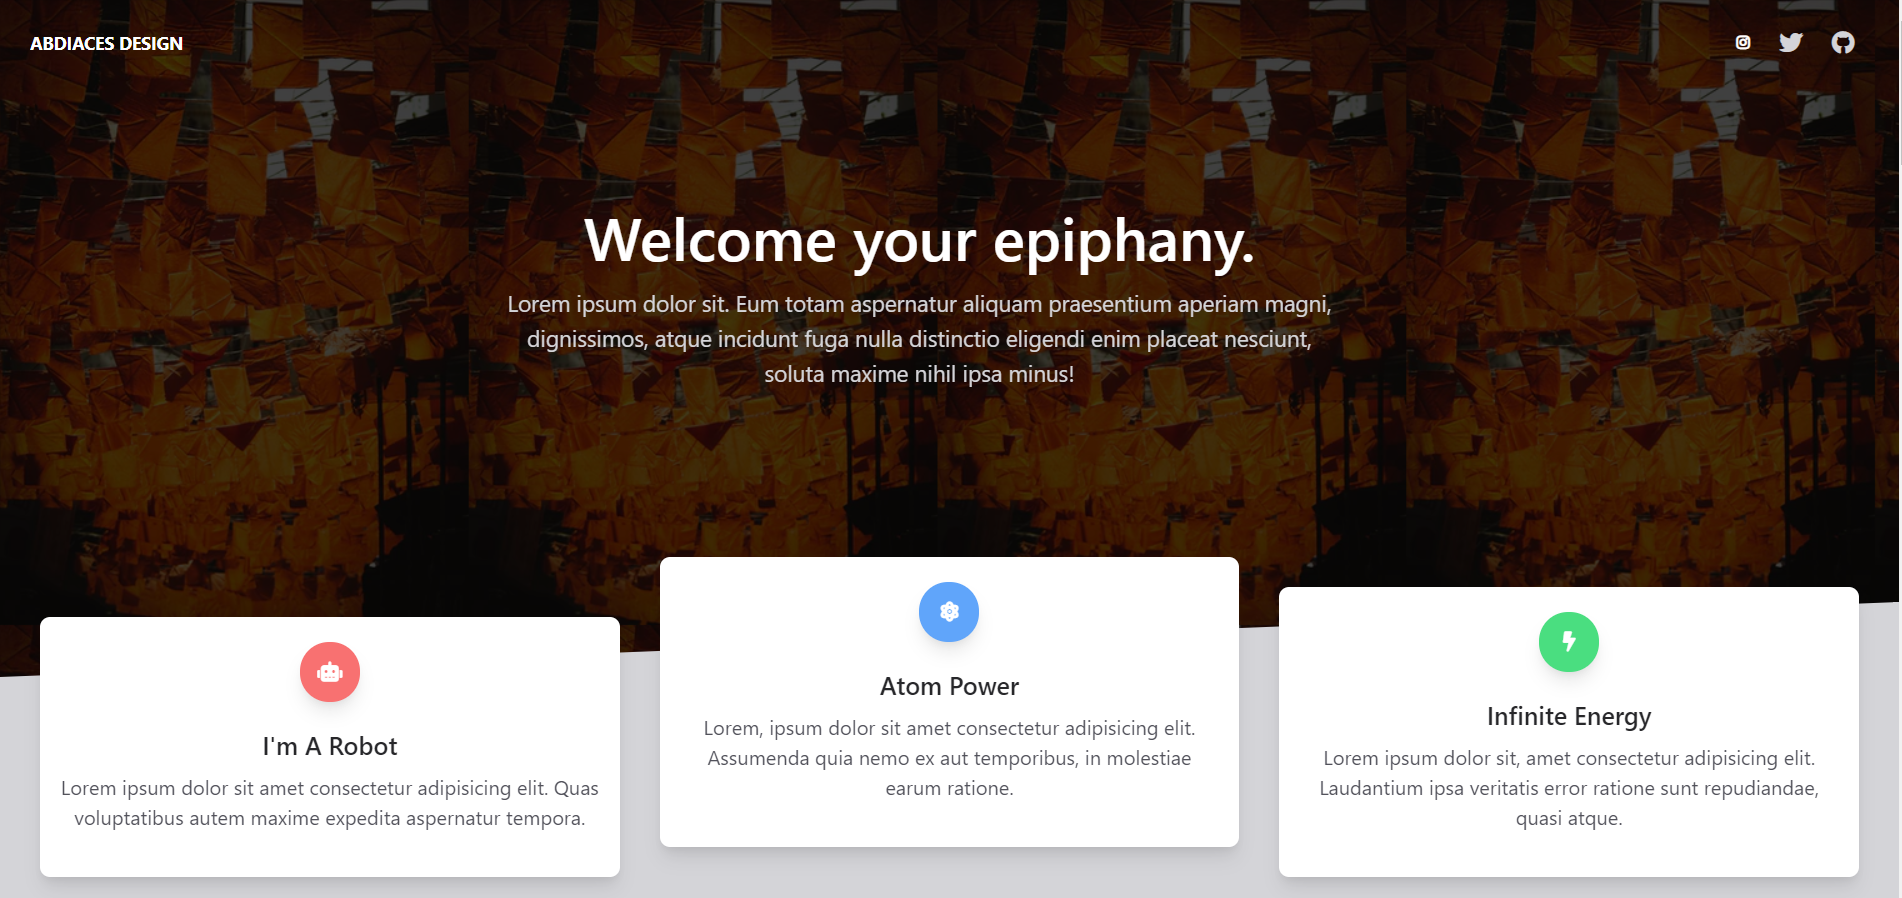 ABDIACES DESIGN
Welcome your epiphany.
Lorem ipsum dolor sit. Eum totam aspernatur aliquam praesentium aperiam magni,
dignissimos, atque incidunt fuga nulla distinctio eligendi enim placeat nesciunt,
soluta maxime nihil ipsa minus!
I'm A Robot
Lorem ipsum dolor sit amet consectetur adipisicing elit. Quas
voluptatibus autem maxime expedita aspernatur tempora.
Atom Power
Lorem, ipsum dolor sit amet consectetur adipisicing elit.
Assumenda quia nemo ex aut temporibus, in molestiae
earum ratione.
Infinite Energy
Lorem ipsum dolor sit, amet consectetur adipisicing elit.
Laudantium ipsa veritatis error ratione sunt repudiandae,
quasi atque.